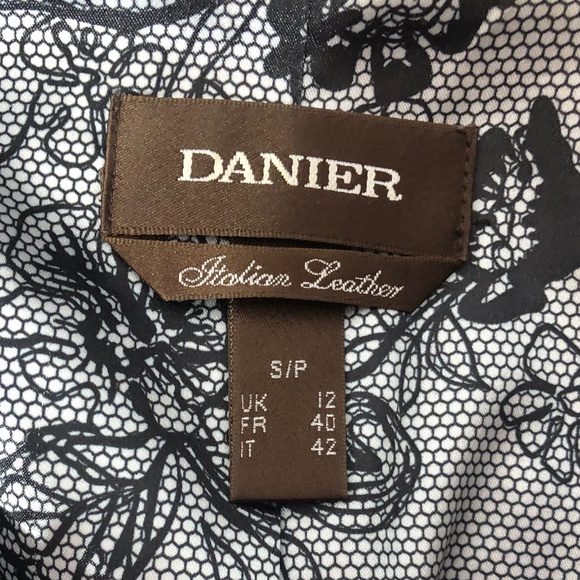 DANIER
Italian Leather
S/P
UK 12
FR 40
IT 42